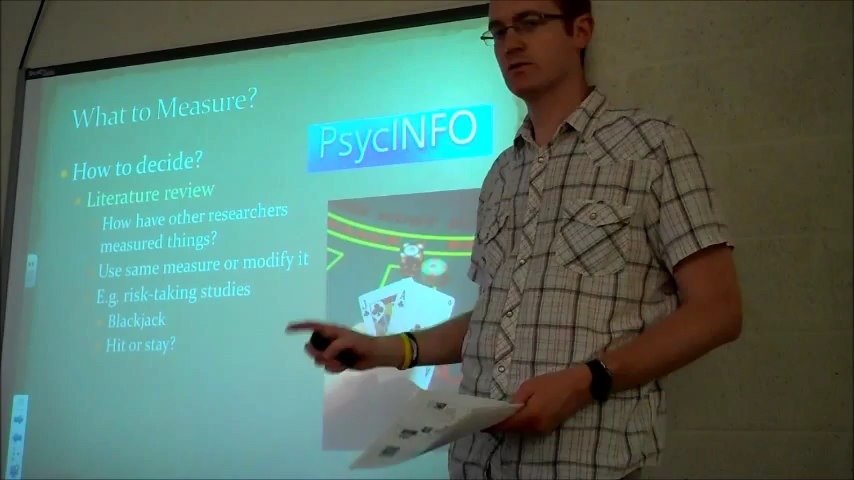 What to Measure?
PsycINFO
How to decide?
Literature review
How have other researchers
measured things?
Use same measure or modify it
E.g. risk-taking studies
Blackjack
Hit or stay?
J
A